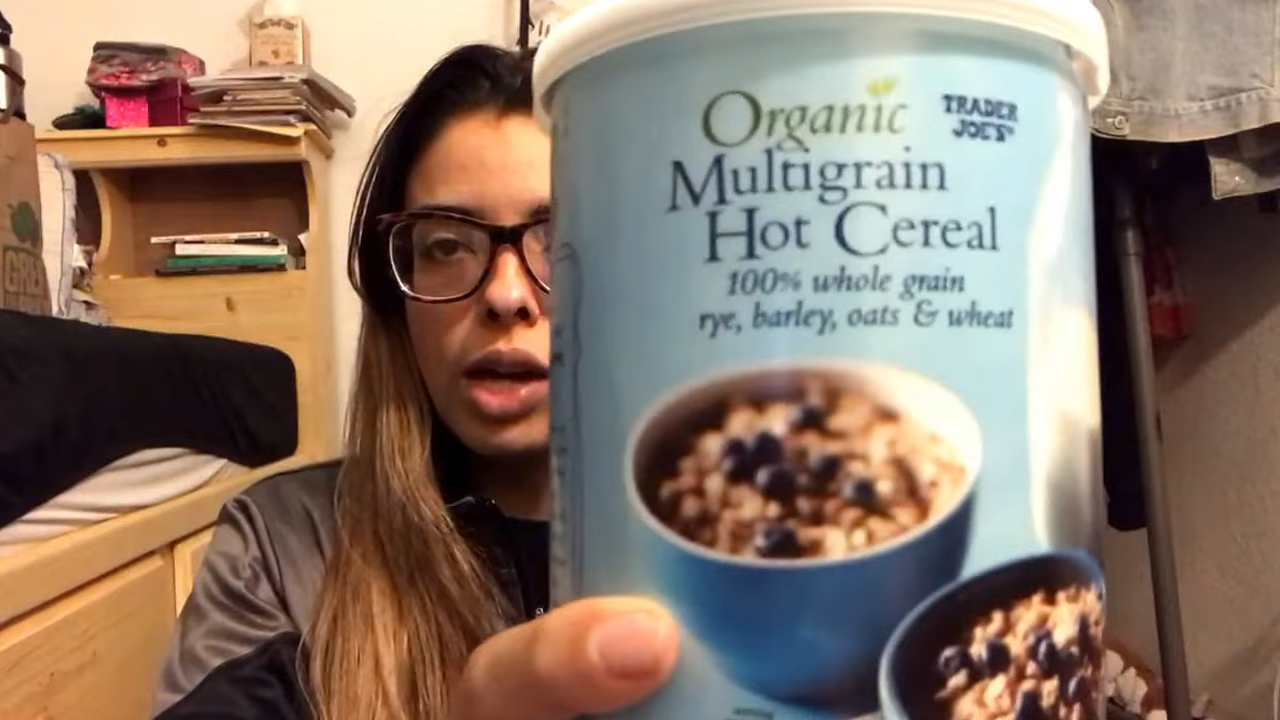 Organic
TRADER
JOE'S
Multigrain
Hot Cereal
100% whole grain
rye, barley, oats & wheat